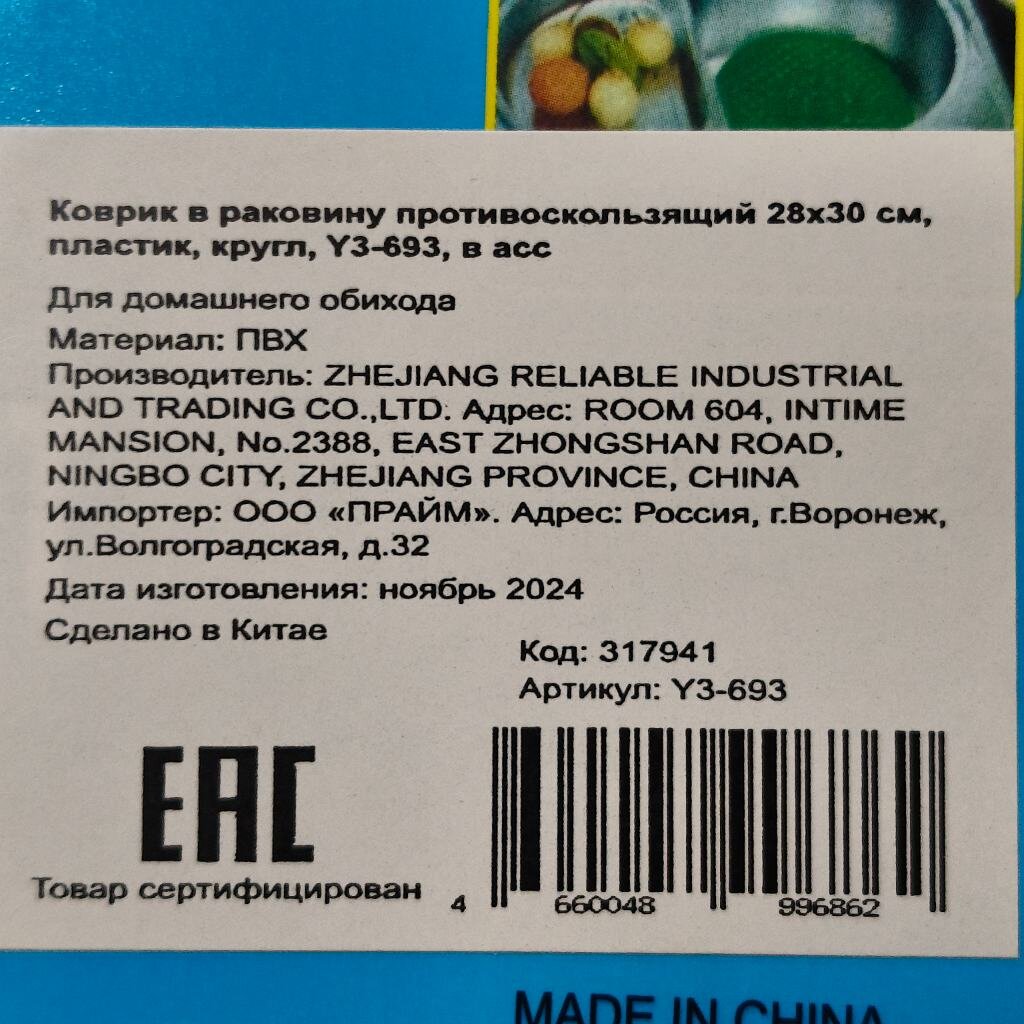 Коврик в раковину противоскользящий 28х30 см,
пластик, кругл, Y3-693, в асс
Для домашнего обихода
Материал: ПВХ
Производитель: ZHEJIANG RELIABLE INDUSTRIAL
AND TRADING CO.,LTD. Адрес: ROOM 604, INTIME
MANSION, No.2388, EAST ZHONGSHAN ROAD,
NINGBO CITY, ZHEJIANG PROVINCE, CHINA
Импортер: ООО «ПРАЙМ». Адрес: Россия, г.Воронеж,
ул.Волгоградская, д.32
Дата изготовления: ноябрь 2024
Сделано в Китае
Код: 317941
Артикул: Y3-693
EAC
Товар сертифицирован
4 660048 996862
MADE IN CHINA